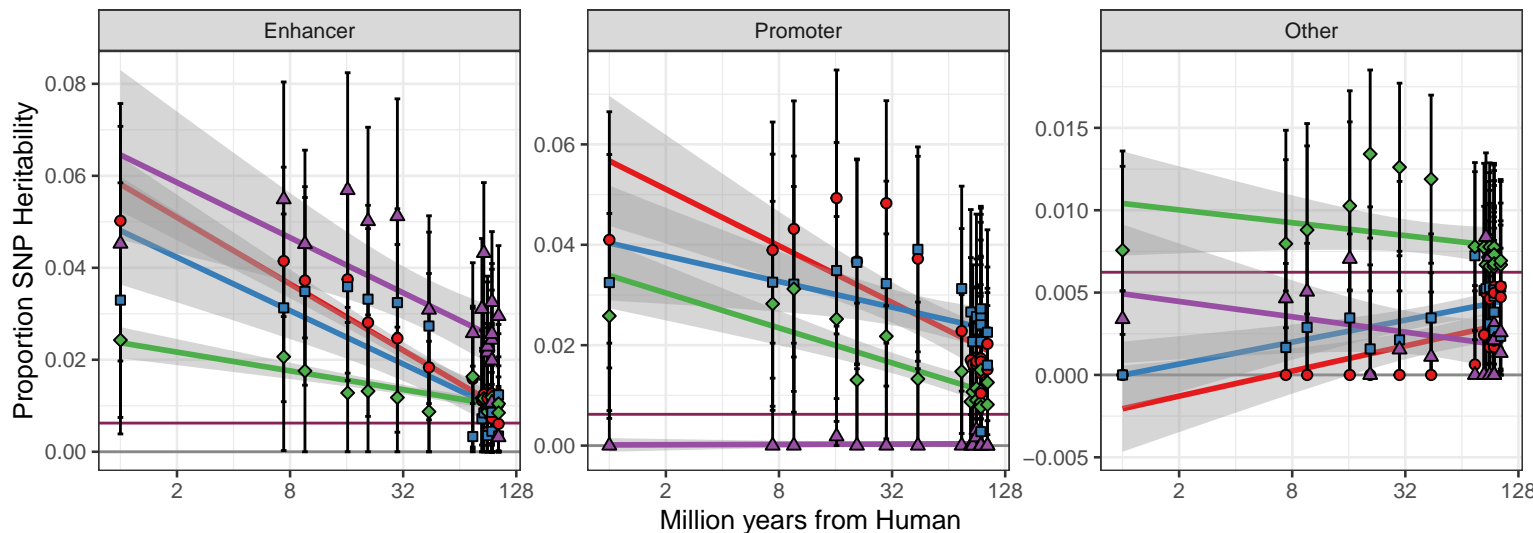 Enhancer
Promoter
Other
Proportion SNP Heritability
0.08
0.06
0.04
0.02
0.00
0.06
0.04
0.02
0.00
0.015
0.010
0.005
0.000
−0.005
2 8 32 128
2 8 32 128
2 8 32 128
Million years from Human